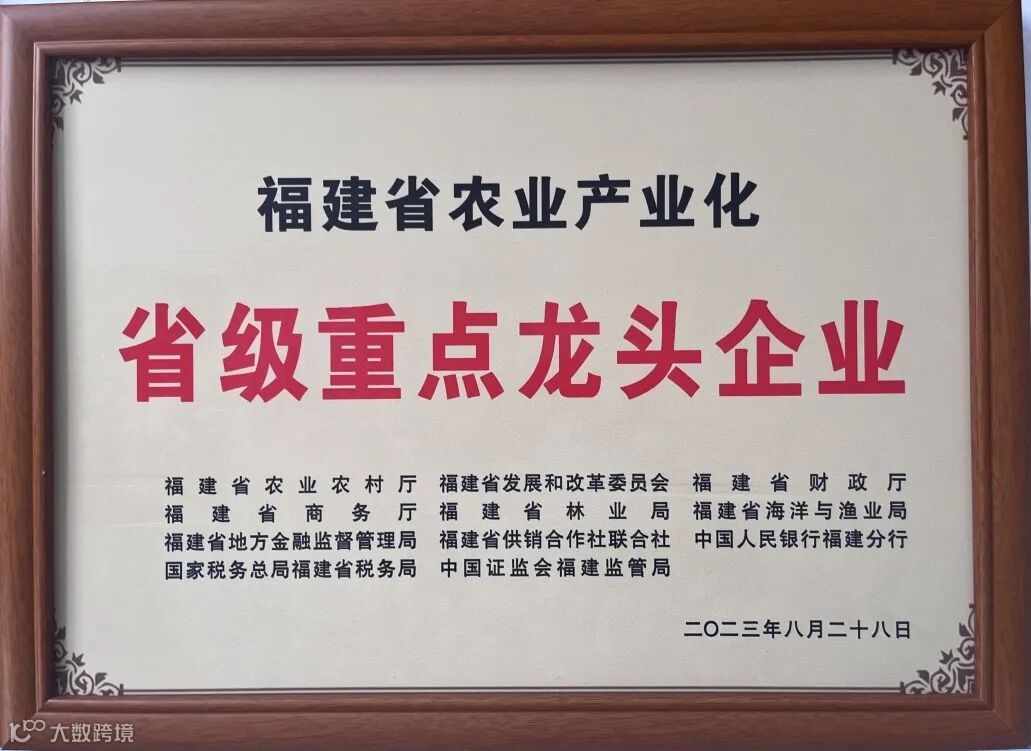 福建省农业产业化
省级重点龙头企业
福建省农业农村厅 福建省发展和改革委员会 福建省财政厅
福建省商务厅 福建省林业局 福建省海洋与渔业局
福建省地方金融监督管理局 福建省供销合作社联合社 中国人民银行福建分行
国家税务总局福建省税务局 中国证监会福建监管局
二〇二三年八月二十八日
大数跨境